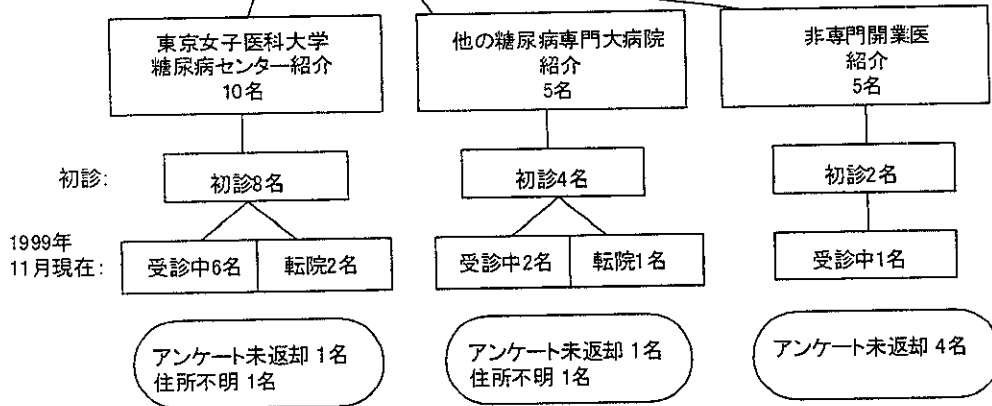 東京女子医科大学
糖尿病センター紹介
10名
他の糖尿病専門大病院
紹介
5名
非専門開業医
紹介
5名
初診:
初診8名
初診4名
初診2名
1999年
11月現在:
受診中6名
転院2名
受診中2名
転院1名
受診中1名
アンケート未返却 1名
住所不明 1名
アンケート未返却 1名
住所不明 1名
アンケート未返却 4名